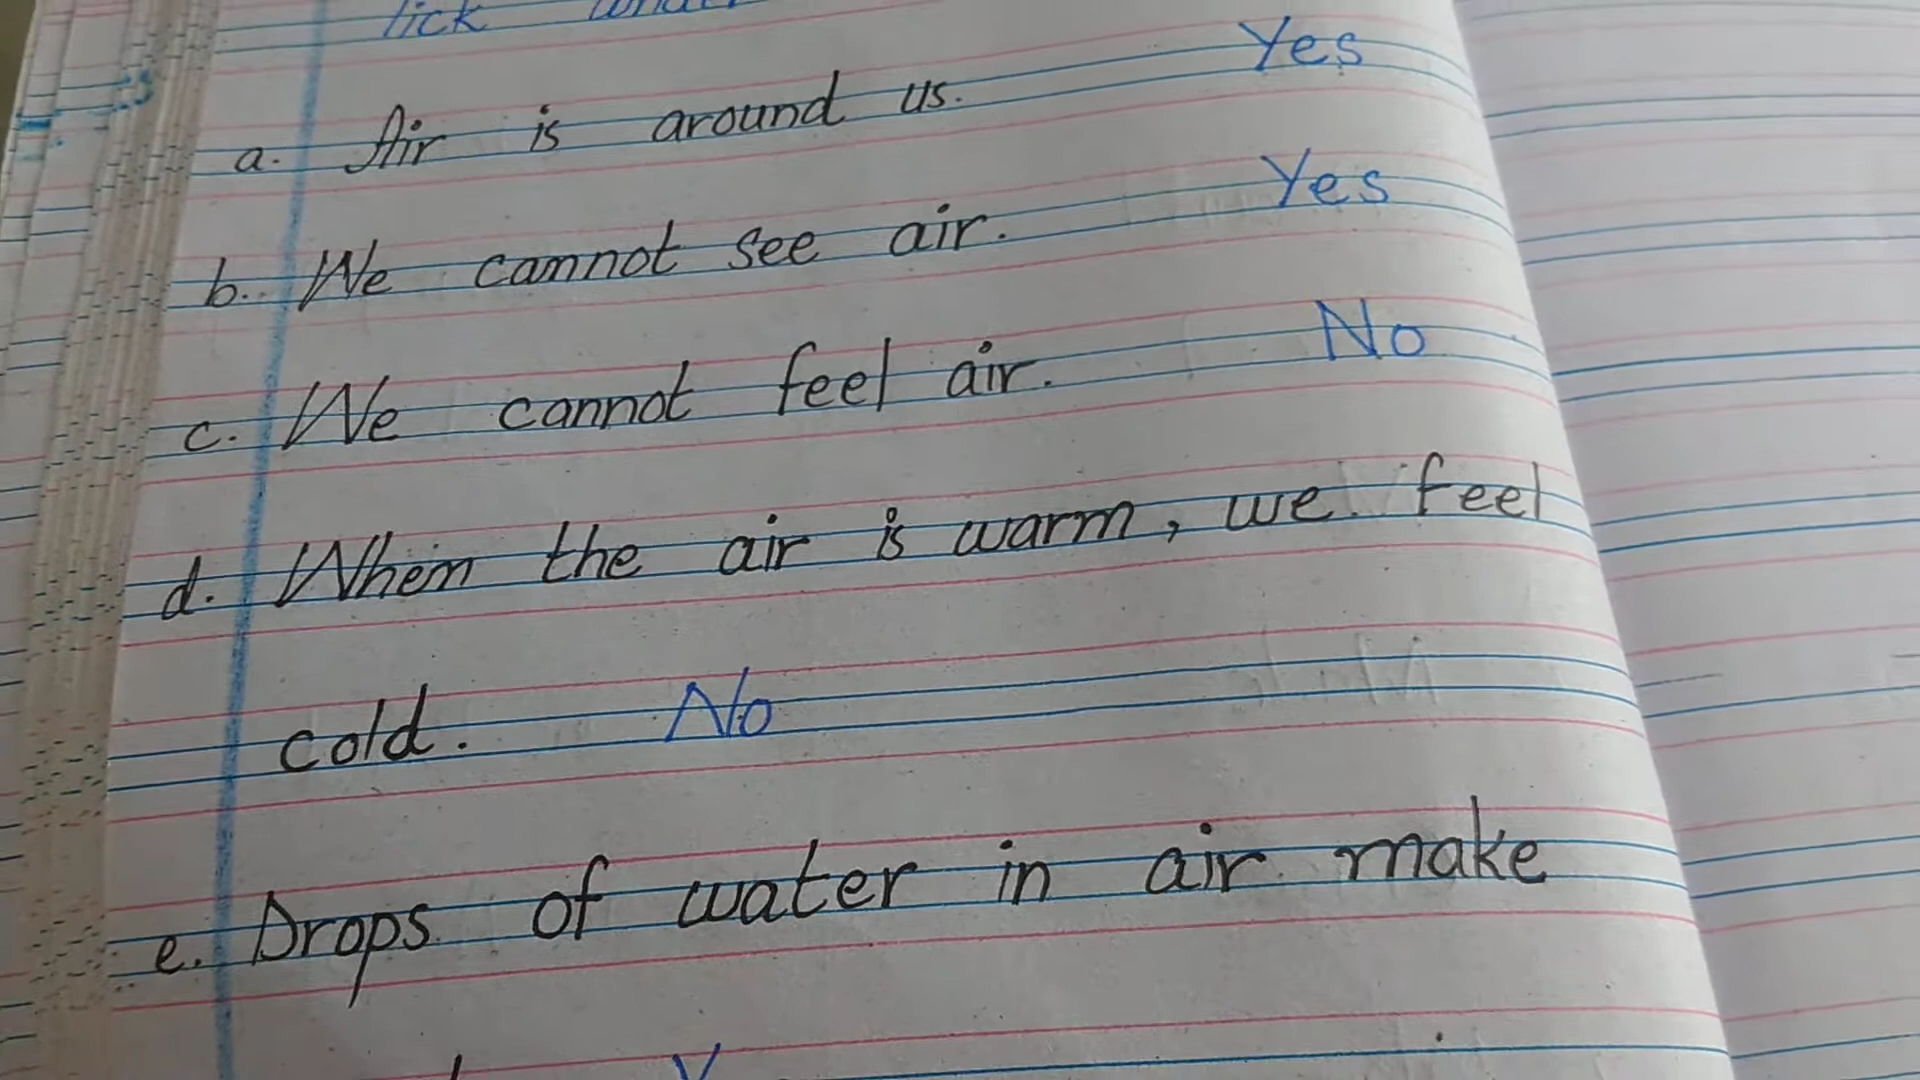 tick
a. Air is around us. Yes
b. We cannot see air. Yes
c. We cannot feel air. No
d. When the air is warm, we feel
cold. No
e. Drops of water in air make